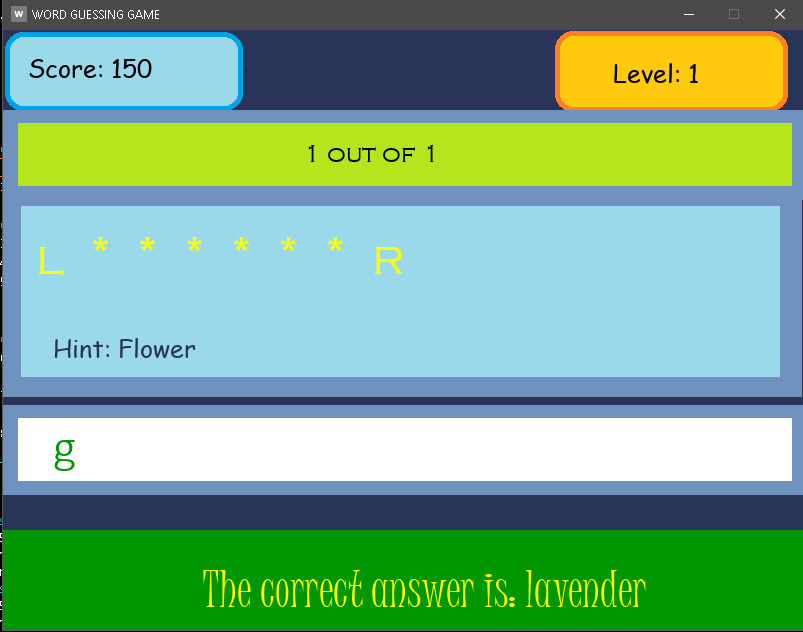 W WORD GUESSING GAME
Score: 150
Level: 1
1 OUT OF 1
L * * * * * * R
Hint: Flower
g
The correct answer is: lavender